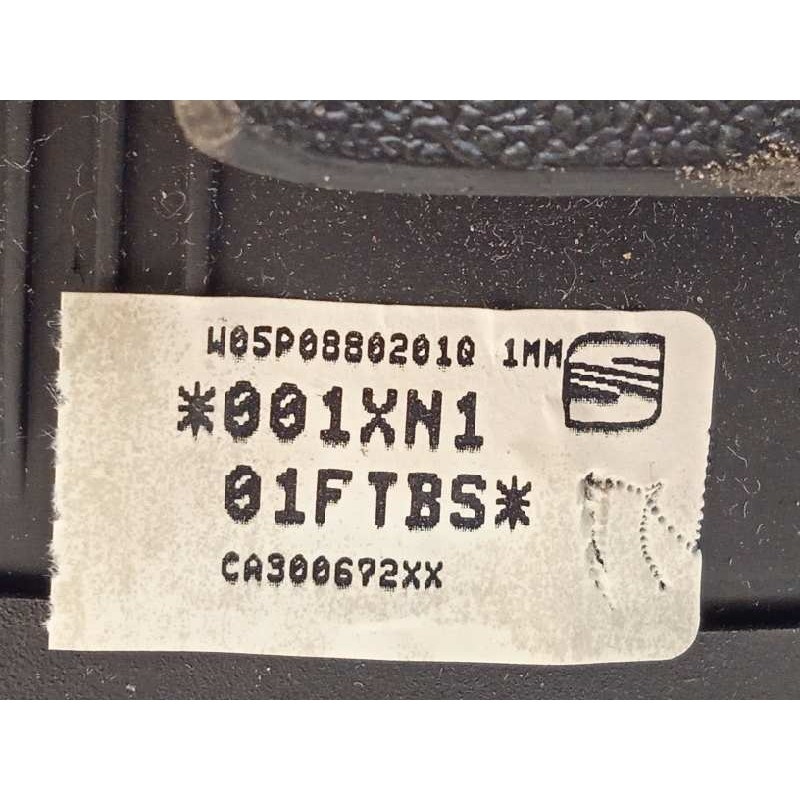 W05P0880201Q 1MM
*001XN1
01FTBS*
CA300672XX